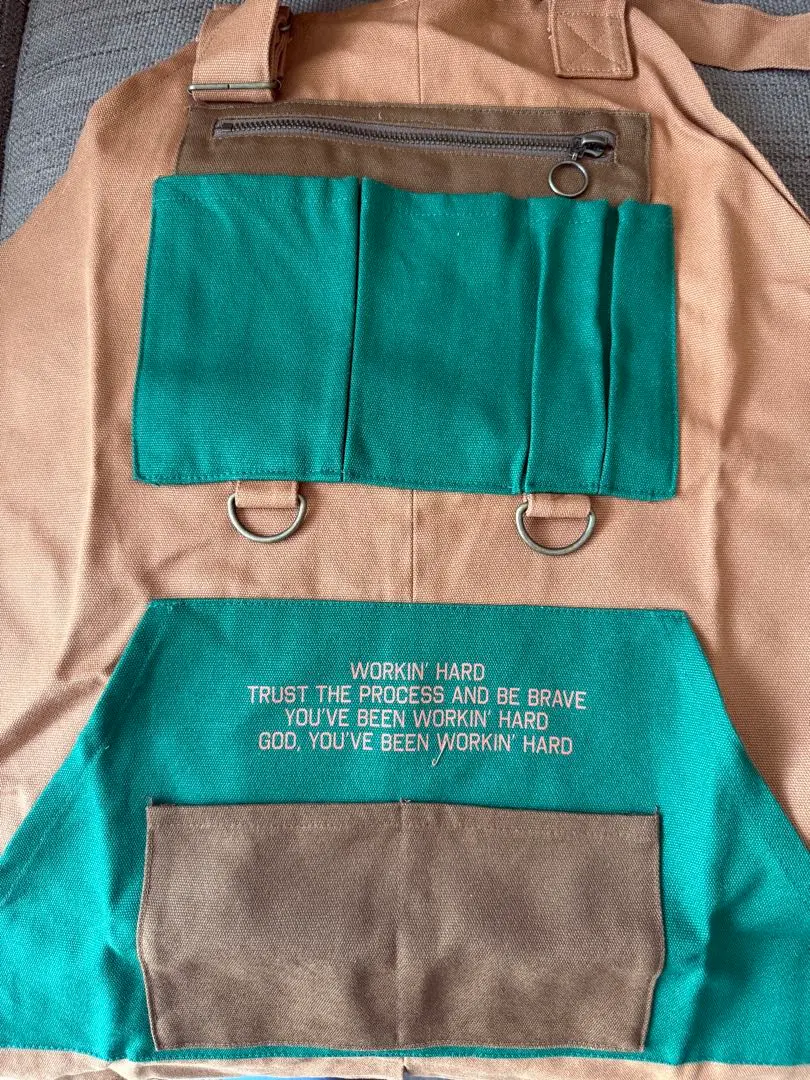 WORKIN' HARD
TRUST THE PROCESS AND BE BRAVE
YOU'VE BEEN WORKIN' HARD
GOD, YOU'VE BEEN WORKIN' HARD